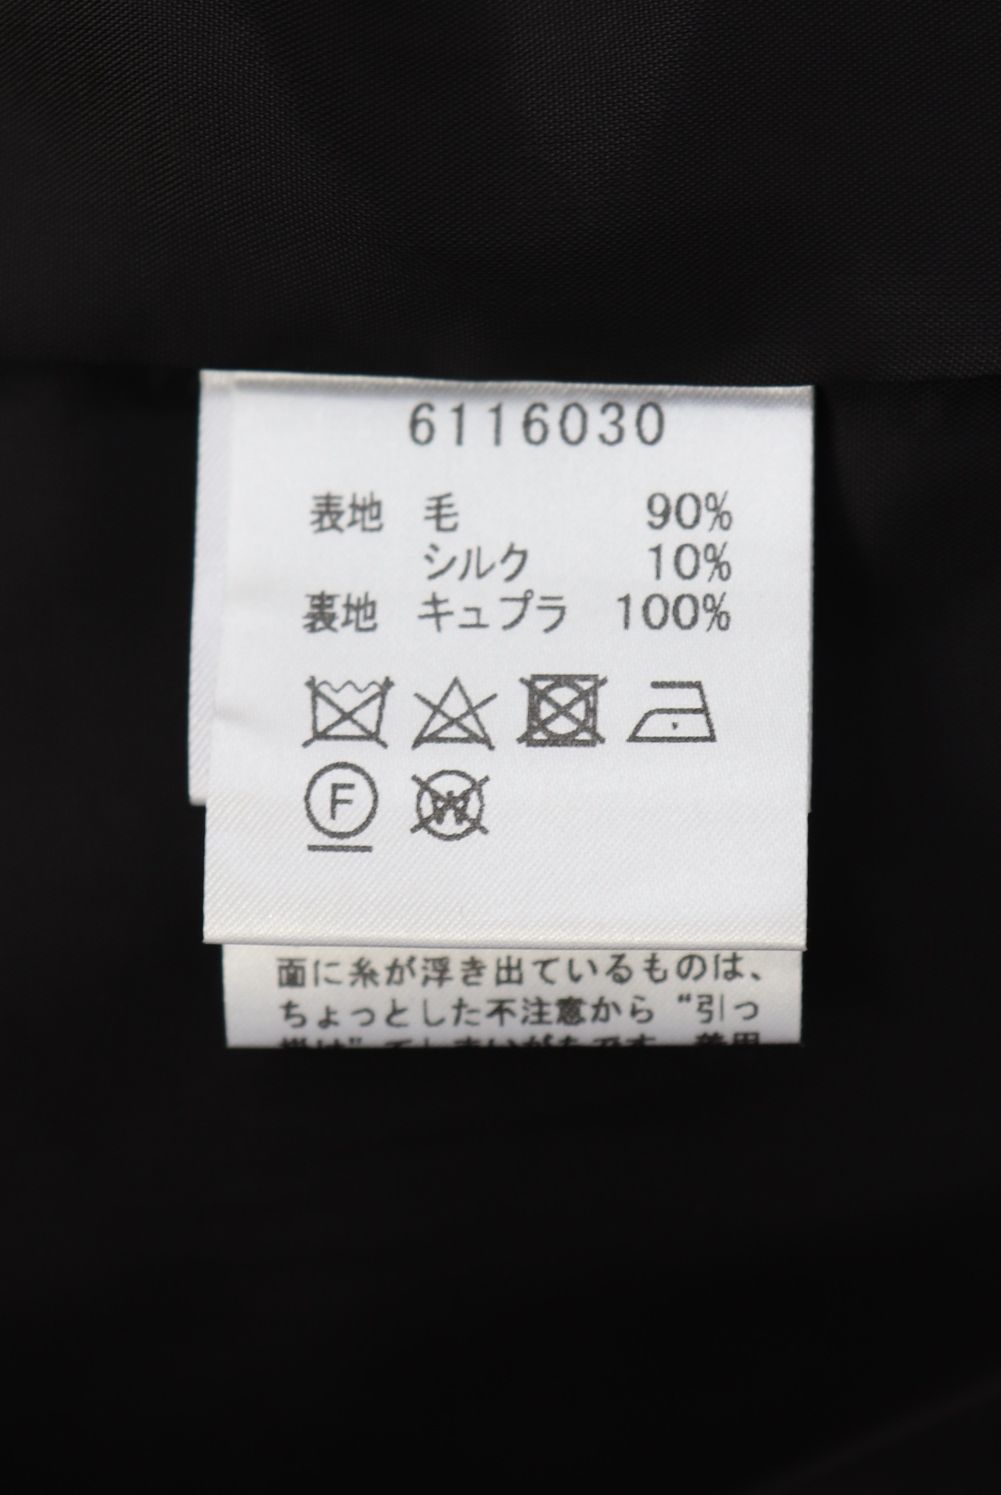 6116030
表地 毛 90%
シルク 10%
裏地 キュプラ 100%
F
W
面に糸が浮き出ているものは、
ちょっとした不注意から“引っ